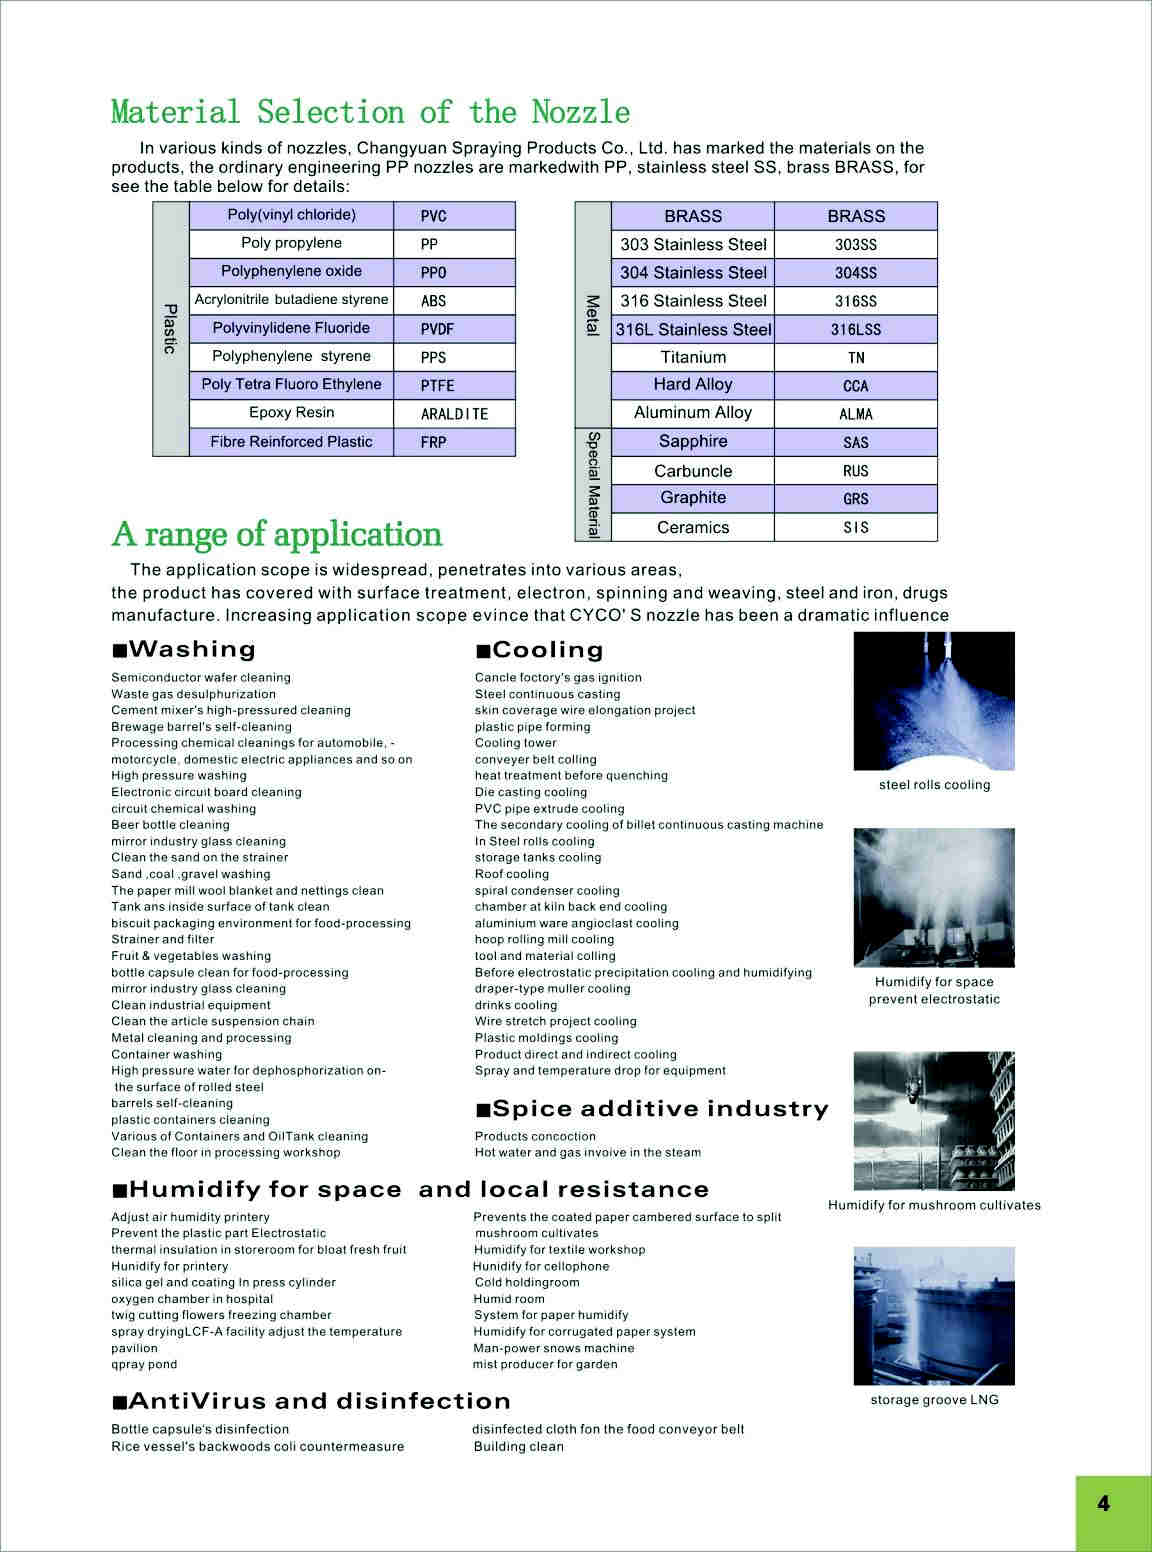 Material Selection of the Nozzle
In various kinds of nozzles, Changyuan Spraying Products Co., Ltd. has marked the materials on the
products, the ordinary engineering PP nozzles are markedwith PP, stainless steel SS, brass BRASS, for
see the table below for details:
Plastic
Poly(vinyl chloride) PVC
Poly propylene PP
Polyphenylene oxide PPO
Acrylonitrile butadiene styrene ABS
Polyvinylidene Fluoride PVDF
Polyphenylene styrene PPS
Poly Tetra Fluoro Ethylene PTFE
Epoxy Resin ARALDITE
Fibre Reinforced Plastic FRP
Metal
BRASS BRASS
303 Stainless Steel 303SS
304 Stainless Steel 304SS
316 Stainless Steel 316SS
316L Stainless Steel 316LSS
Titanium TN
Hard Alloy CCA
Aluminum Alloy ALMA
Special Material
Sapphire SAS
Carbuncle RUS
Graphite GRS
Ceramics SIS
A range of application
The application scope is widespread, penetrates into various areas,
the product has covered with surface treatment, electron, spinning and weaving, steel and iron, drugs
manufacture. Increasing application scope evince that CYCO' S nozzle has been a dramatic influence
■Washing
Semiconductor wafer cleaning
Waste gas desulphurization
Cement mixer's high-pressured cleaning
Brewage barrel's self-cleaning
Processing chemical cleanings for automobile, -
motorcycle, domestic electric appliances and so on
High pressure washing
Electronic circuit board cleaning
circuit chemical washing
Beer bottle cleaning
mirror industry glass cleaning
Clean the sand on the strainer
Sand ,coal ,gravel washing
The paper mill wool blanket and nettings clean
Tank ans inside surface of tank clean
biscuit packaging environment for food-processing
Strainer and filter
Fruit & vegetables washing
bottle capsule clean for food-processing
mirror industry glass cleaning
Clean industrial equipment
Clean the article suspension chain
Metal cleaning and processing
Container washing
High pressure water for dephosphorization on-
the surface of rolled steel
barrels self-cleaning
plastic containers cleaning
Various of Containers and OilTank cleaning
Clean the floor in processing workshop
■Cooling
Cancle foctory's gas ignition
Steel continuous casting
skin coverage wire elongation project
plastic pipe forming
Cooling tower
conveyer belt colling
heat treatment before quenching
Die casting cooling
PVC pipe extrude cooling
The secondary cooling of billet continuous casting machine
In Steel rolls cooling
storage tanks cooling
Roof cooling
spiral condenser cooling
chamber at kiln back end cooling
aluminium ware angioclast cooling
hoop rolling mill cooling
tool and material colling
Before electrostatic precipitation cooling and humidifying
draper-type muller cooling
drinks cooling
Wire stretch project cooling
Plastic moldings cooling
Product direct and indirect cooling
Spray and temperature drop for equipment
■Spice additive industry
Products concoction
Hot water and gas invoive in the steam
steel rolls cooling
Humidify for space
prevent electrostatic
Humidify for mushroom cultivates
storage groove LNG
■Humidify for space and local resistance
Adjust air humidity printery
Prevent the plastic part Electrostatic
thermal insulation in storeroom for bloat fresh fruit
Hunidify for printery
silica gel and coating In press cylinder
oxygen chamber in hospital
twig cutting flowers freezing chamber
spray dryingLCF-A facility adjust the temperature
pavilion
qpray pond
Prevents the coated paper cambered surface to split
mushroom cultivates
Humidify for textile workshop
Hunidify for cellophone
Cold holdingroom
Humid room
System for paper humidify
Humidify for corrugated paper system
Man-power snows machine
mist producer for garden
■AntiVirus and disinfection
Bottle capsule's disinfection
Rice vessel's backwoods coli countermeasure
disinfected cloth fon the food conveyor belt
Building clean
4